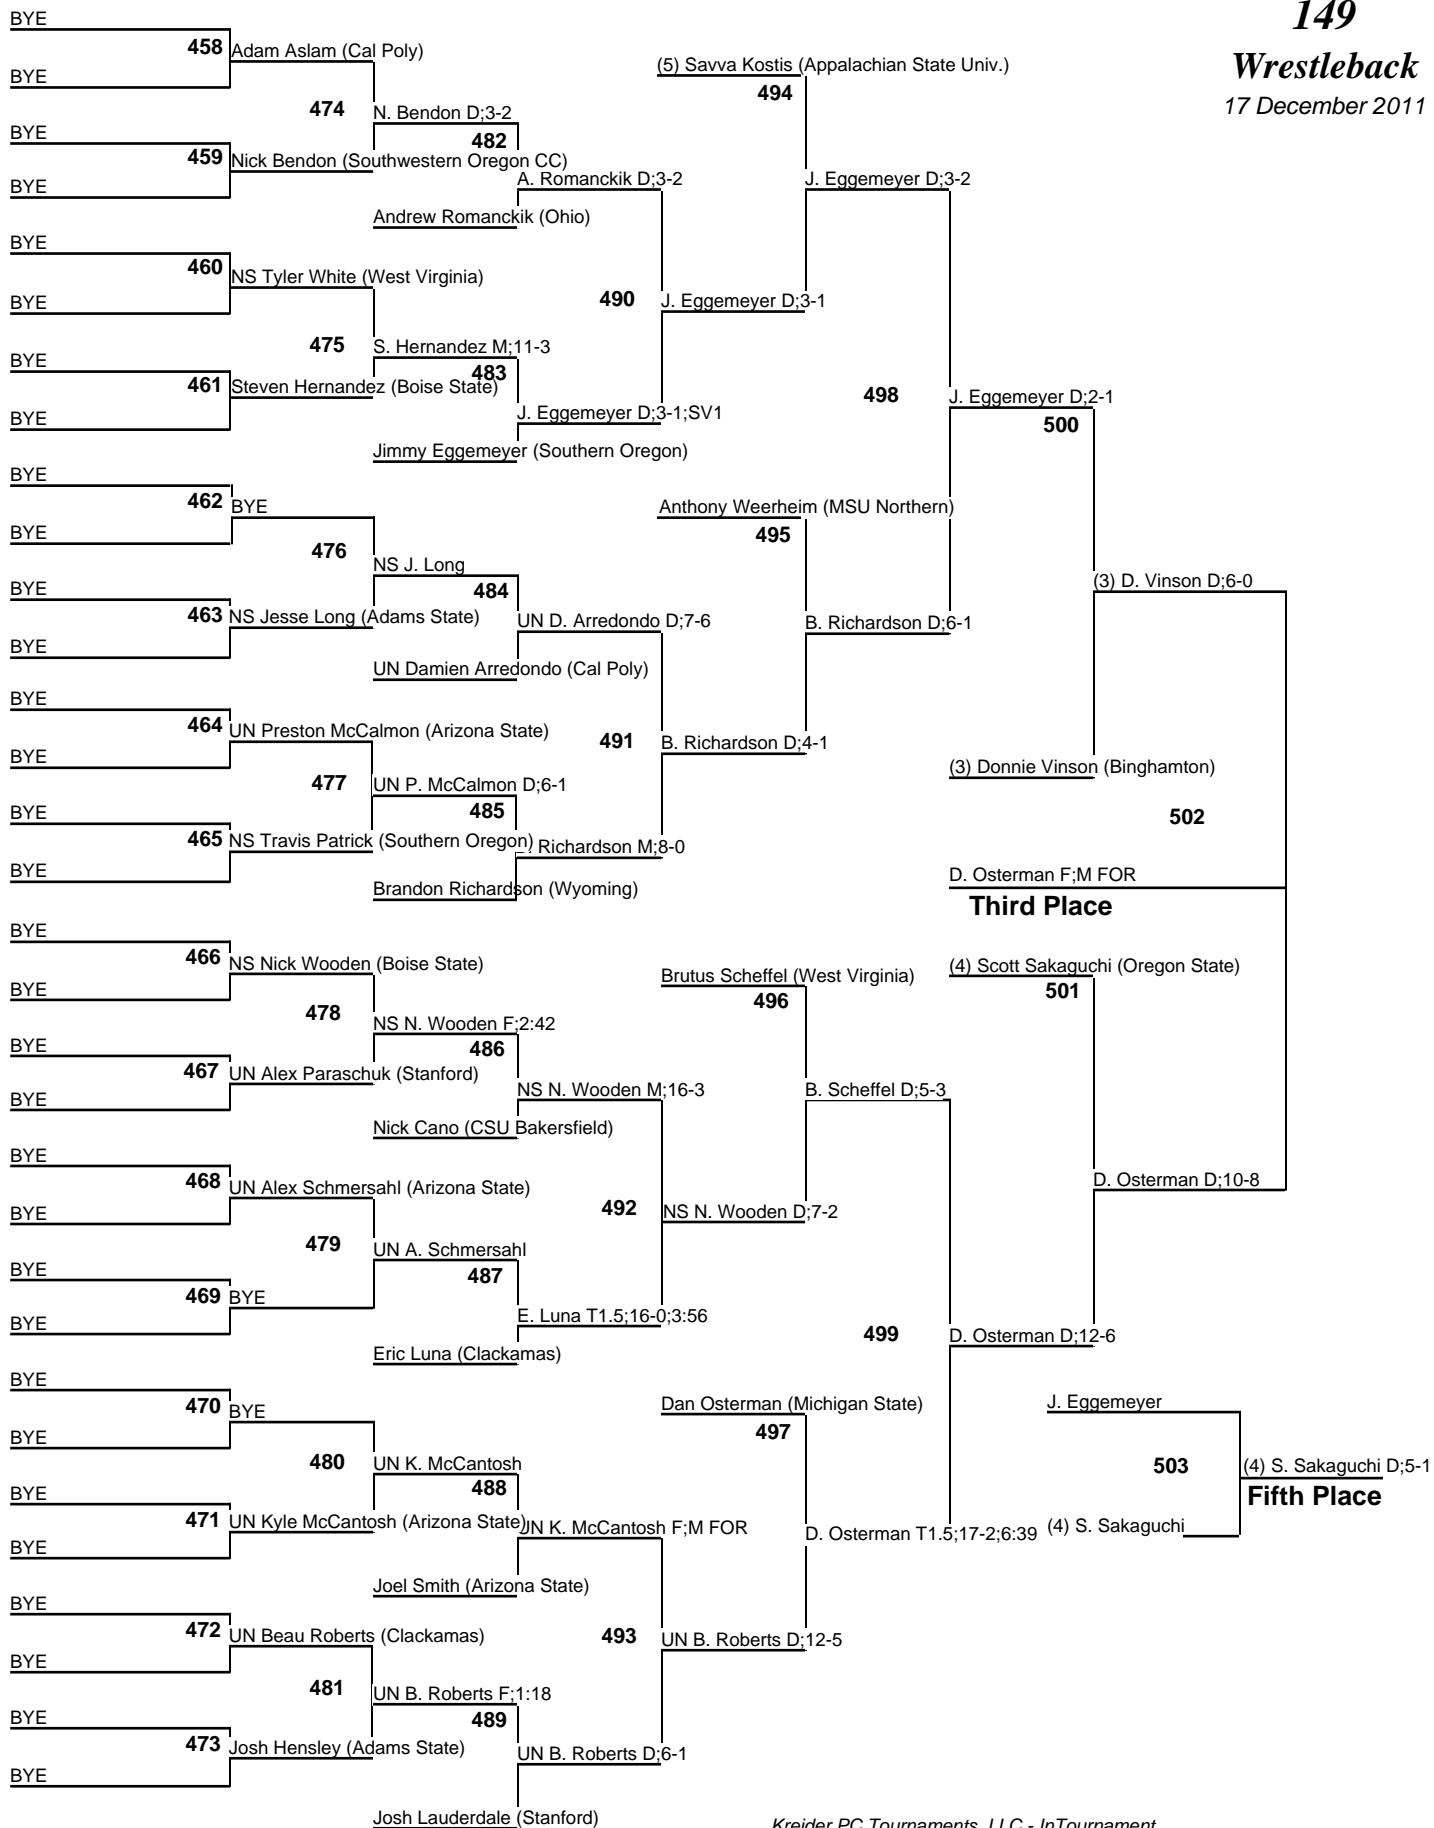 149
Wrestleback
17 December 2011
BYE
458 Adam Aslam (Cal Poly)
BYE
(5) Savva Kostis (Appalachian State Univ.)
494
474 N. Bendon D;3-2
482
BYE
459 Nick Bendon (Southwestern Oregon CC)
BYE
A. Romanckik D;3-2
J. Eggemeyer D;3-2
Andrew Romanckik (Ohio)
BYE
460 NS Tyler White (West Virginia)
BYE
490 J. Eggemeyer D;3-1
475 S. Hernandez M;11-3
483
BYE
461 Steven Hernandez (Boise State)
BYE
498 J. Eggemeyer D;2-1
500
J. Eggemeyer D;3-1;SV1
Jimmy Eggemeyer (Southern Oregon)
BYE
462 BYE
BYE
Anthony Weerheim (MSU Northern)
495
476 NS J. Long
484
(3) D. Vinson D;6-0
BYE
463 NS Jesse Long (Adams State)
BYE
UN D. Arredondo D;7-6
B. Richardson D;6-1
UN Damien Arredondo (Cal Poly)
BYE
464 UN Preston McCalmon (Arizona State)
BYE
491 B. Richardson D;4-1
(3) Donnie Vinson (Binghamton)
477 UN P. McCalmon D;6-1
485
502
BYE
465 NS Travis Patrick (Southern Oregon)
BYE
Richardson M;8-0
Brandon Richardson (Wyoming)
D. Osterman F;M FOR
Third Place
BYE
466 NS Nick Wooden (Boise State)
BYE
Brutus Scheffel (West Virginia)
496
(4) Scott Sakaguchi (Oregon State)
501
478 NS N. Wooden F;2:42
486
BYE
467 UN Alex Paraschuk (Stanford)
BYE
NS N. Wooden M;16-3
B. Scheffel D;5-3
Nick Cano (CSU Bakersfield)
BYE
468 UN Alex Schmersahl (Arizona State)
BYE
D. Osterman D;10-8
492 NS N. Wooden D;7-2
479 UN A. Schmersahl
487
BYE
469 BYE
BYE
E. Luna T1.5;16-0;3:56
499 D. Osterman D;12-6
Eric Luna (Clackamas)
BYE
470 BYE
BYE
Dan Osterman (Michigan State)
497
J. Eggemeyer
480 UN K. McCantosh
488
503 (4) S. Sakaguchi D;5-1
Fifth Place
BYE
471 UN Kyle McCantosh (Arizona State)
BYE
UN K. McCantosh F;M FOR
D. Osterman T1.5;17-2;6:39
(4) S. Sakaguchi
Joel Smith (Arizona State)
BYE
472 UN Beau Roberts (Clackamas)
BYE
493 UN B. Roberts D;12-5
481 UN B. Roberts F;1:18
489
BYE
473 Josh Hensley (Adams State)
BYE
UN B. Roberts D;6-1
Josh Lauderdale (Stanford)
Kreider PC Tournaments, LLC - InTournament